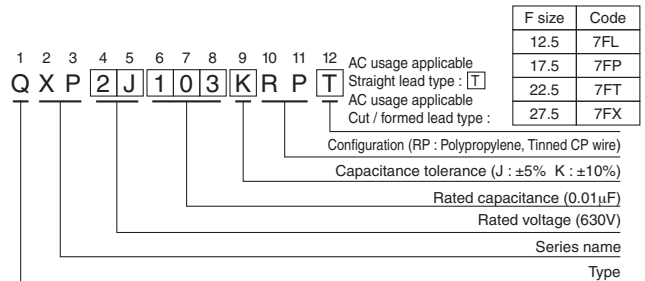 F size Code
12.5 7FL
17.5 7FP
22.5 7FT
27.5 7FX
1 2 3 4 5 6 7 8 9 10 11 12
Q X P 2 J 1 0 3 K R P T
AC usage applicable
Straight lead type : T
AC usage applicable
Cut / formed lead type :
Configuration (RP : Polypropylene, Tinned CP wire)
Capacitance tolerance (J : ±5% K : ±10%)
Rated capacitance (0.01µF)
Rated voltage (630V)
Series name
Type